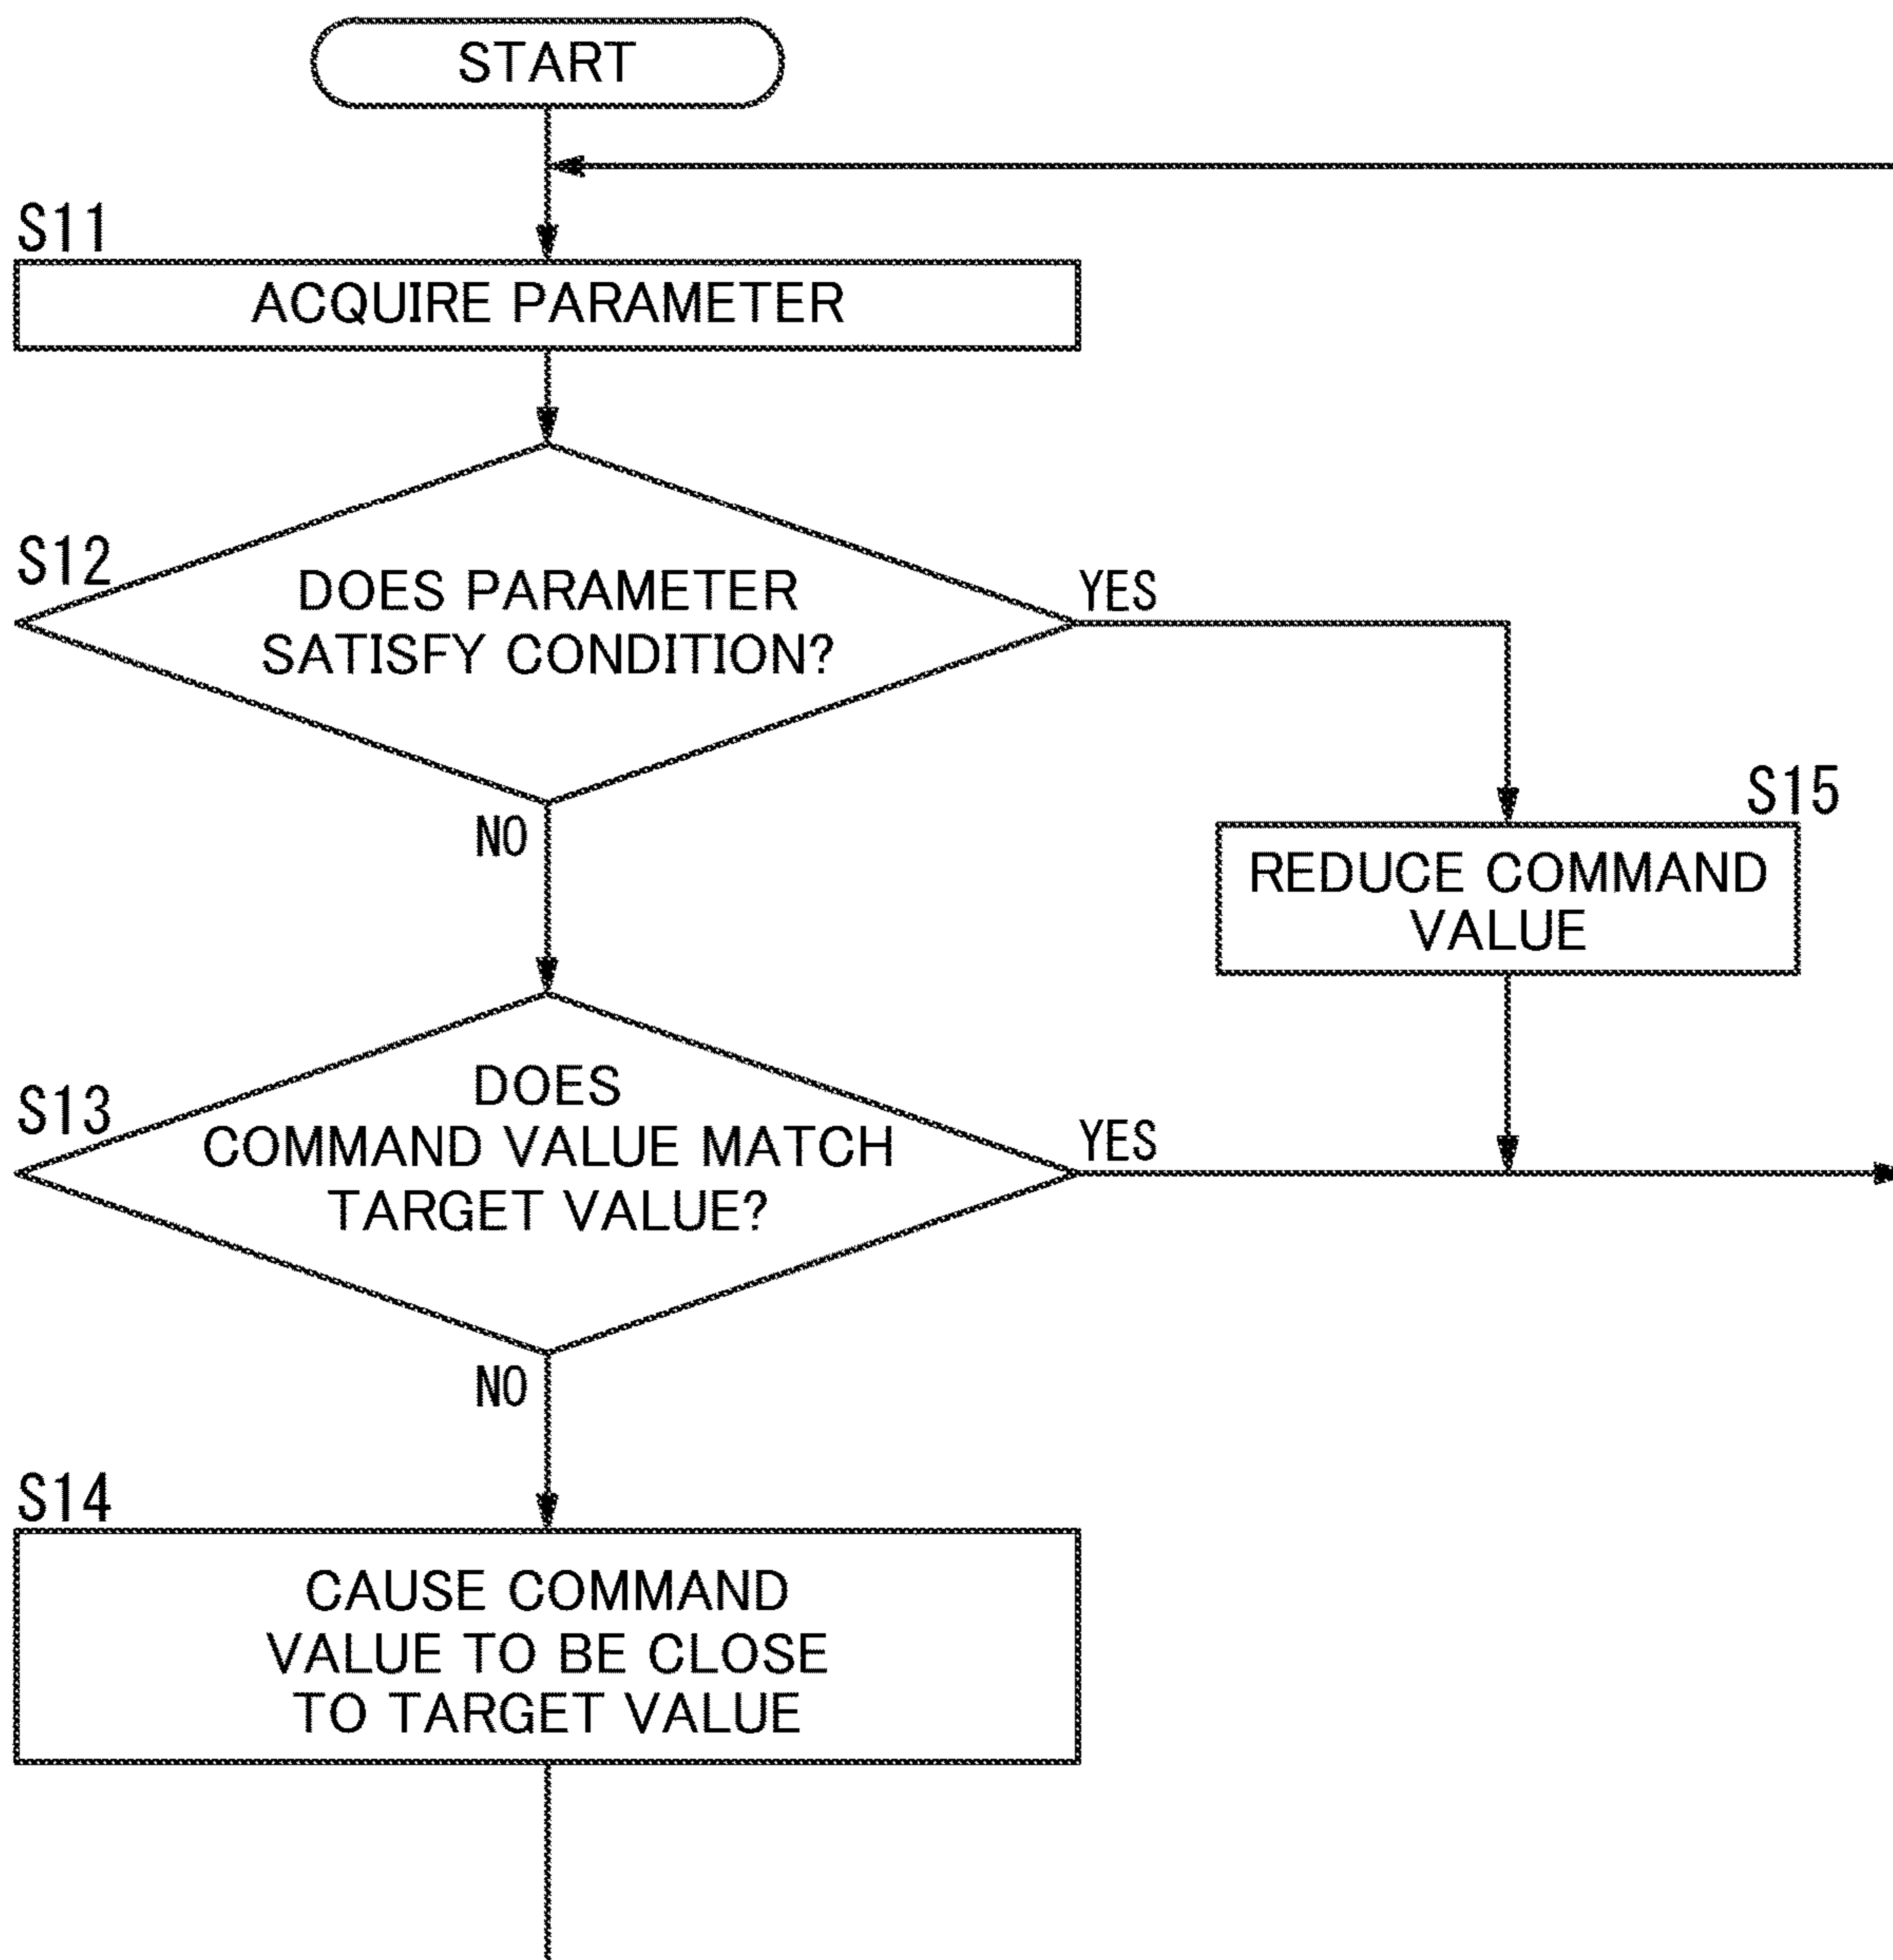 START
S11
ACQUIRE PARAMETER
S12
DOES PARAMETER
SATISFY CONDITION?
YES
NO
S15
REDUCE COMMAND
VALUE
S13
DOES
COMMAND VALUE MATCH
TARGET VALUE?
YES
NO
S14
CAUSE COMMAND
VALUE TO BE CLOSE
TO TARGET VALUE